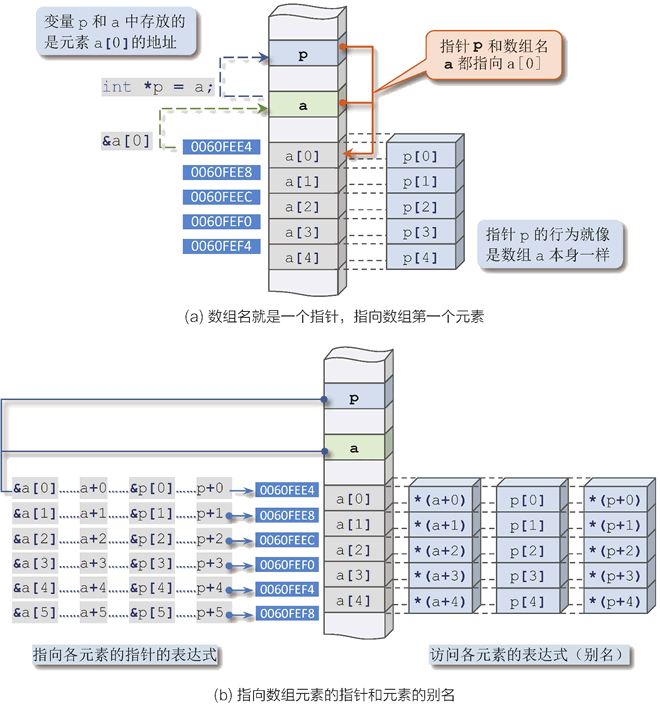 变量 p 和 a 中存放的
是元素 a[0]的地址
p
指针 p 和数组名
a 都指向 a[0]
int *p = a;
a
&a[0]
0060FEE4
a[0]
p[0]
0060FEE8
a[1]
p[1]
0060FEEC
a[2]
p[2]
0060FEF0
a[3]
p[3]
0060FEF4
a[4]
p[4]
指针 p 的行为就像
是数组 a 本身一样
(a) 数组名就是一个指针，指向数组第一个元素
p
a
&a[0]……a+0……&p[0]……p+0
0060FEE4
a[0]
*(a+0)
p[0]
*(p+0)
&a[1]……a+1……&p[1]……p+1
0060FEE8
a[1]
*(a+1)
p[1]
*(p+1)
&a[2]……a+2……&p[2]……p+2
0060FEEC
a[2]
*(a+2)
p[2]
*(p+2)
&a[3]……a+3……&p[3]……p+3
0060FEF0
a[3]
*(a+3)
p[3]
*(p+3)
&a[4]……a+4……&p[4]……p+4
0060FEF4
a[4]
*(a+4)
p[4]
*(p+4)
&a[5]……a+5……&p[5]……p+5
0060FEF8
指向各元素的指针的表达式
访问各元素的表达式（别名）
(b) 指向数组元素的指针和元素的别名